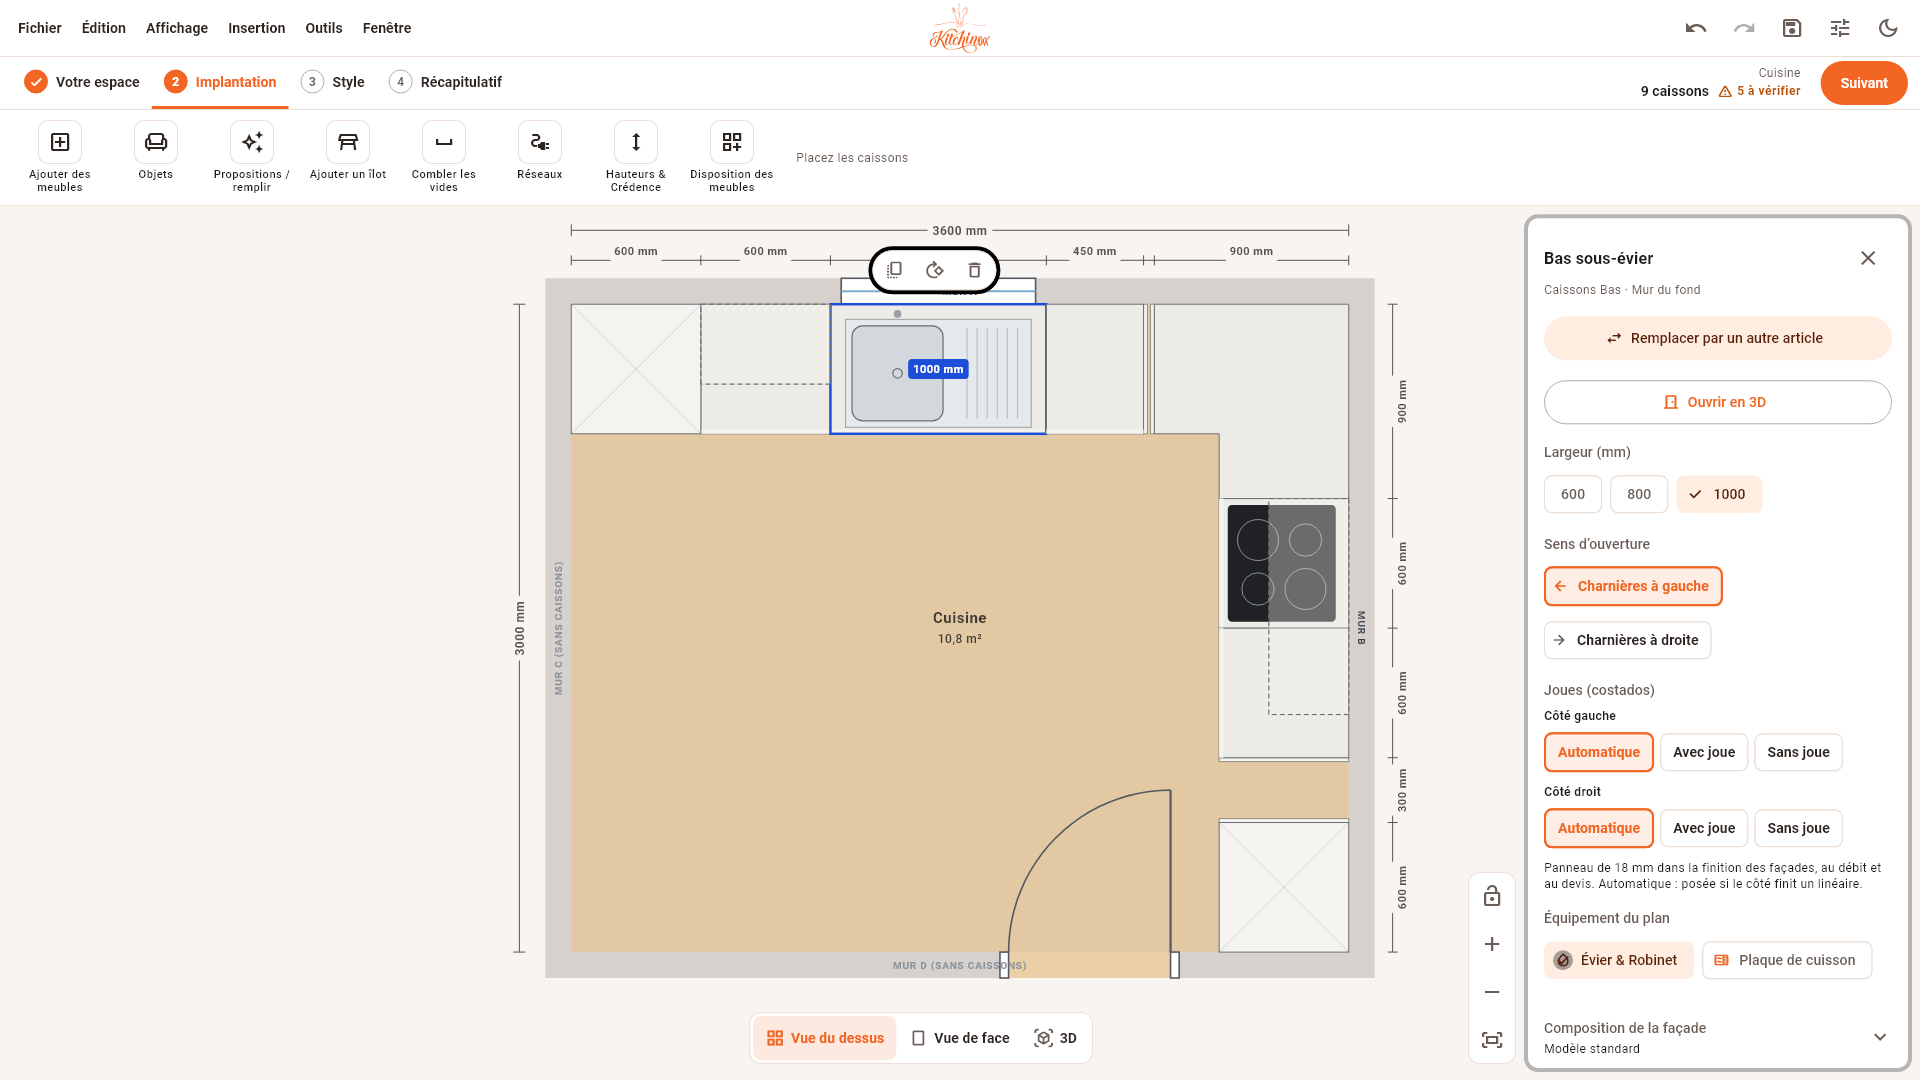 Fichier Édition Affichage Insertion Outils Fenêtre
Kitchinox
Votre espace 2 Implantation 3 Style 4 Récapitulatif
Cuisine
9 caissons 5 à vérifier
Suivant
Ajouter des meubles
Objets
Propositions / remplir
Ajouter un îlot
Combler les vides
Réseaux
Hauteurs & Crédence
Disposition des meubles
Placez les caissons
3600 mm
600 mm 600 mm 450 mm 900 mm
1000 mm
900 mm
600 mm
600 mm
300 mm
600 mm
3000 mm
MUR C (SANS CAISSONS)
MUR B
Cuisine
10,8 m²
MUR D (SANS CAISSONS)
Vue du dessus Vue de face 3D
Bas sous-évier
Caissons Bas · Mur du fond
Remplacer par un autre article
Ouvrir en 3D
Largeur (mm)
600 800 1000
Sens d’ouverture
Charnières à gauche
Charnières à droite
Joues (costados)
Côté gauche
Automatique Avec joue Sans joue
Côté droit
Automatique Avec joue Sans joue
Panneau de 18 mm dans la finition des façades, au débit et
au devis. Automatique : posée si le côté finit un linéaire.
Équipement du plan
Évier & Robinet Plaque de cuisson
Composition de la façade
Modèle standard